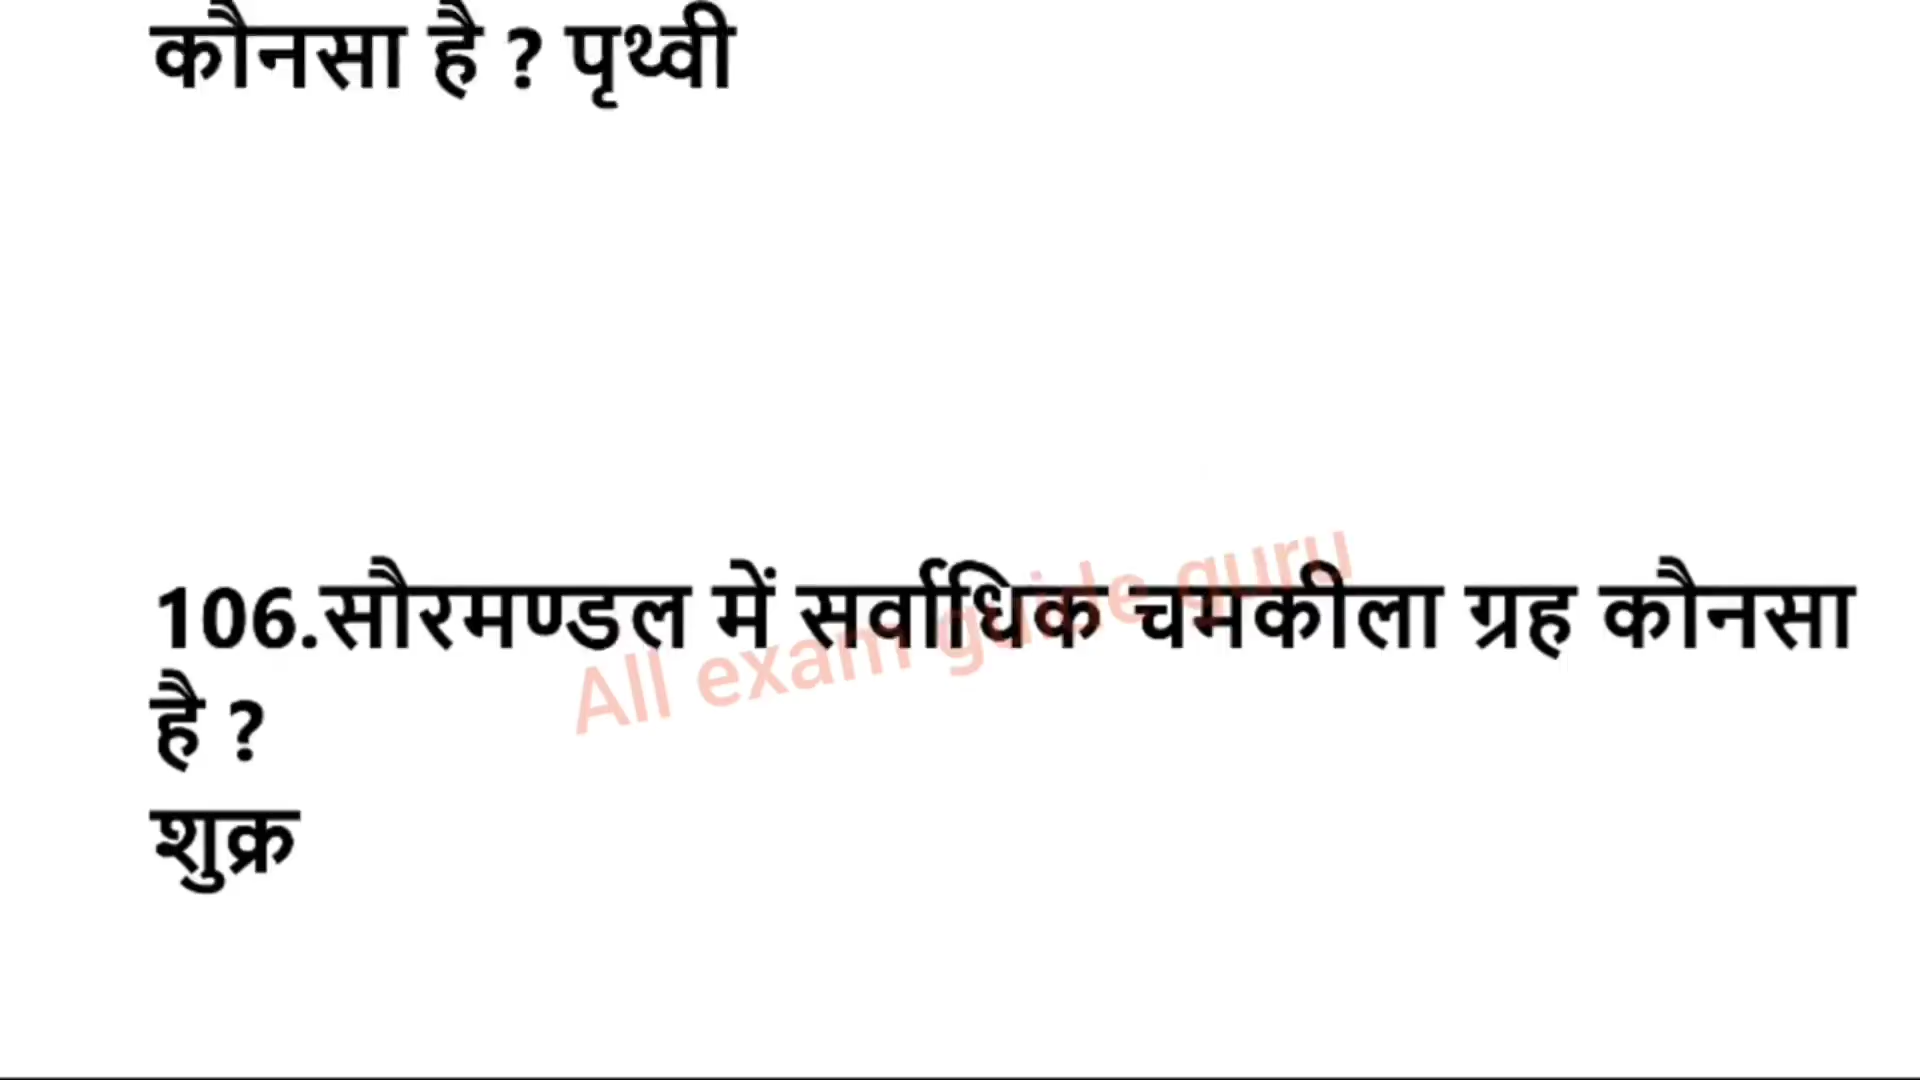 कौनसा है ? पृथ्वी
106.सौरमण्डल में सर्वाधिक चमकीला ग्रह कौनसा
है ?
शुक्र
All exam guide guru